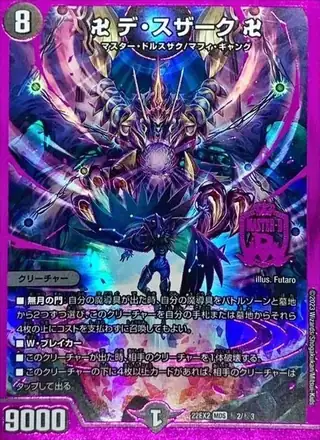 8
卍 デ・スザーク 卍
マスター・ドルスザク/マフィ・ギャング
MASTER-D
illus. Futaro
クリーチャー
■無月の門：自分の魔導具が出た時、自分の魔導具をバトルゾーンと墓地
から2つずつ選び、このクリーチャーを自分の手札または墓地からそれら
4枚の上にコストを支払わずに召喚してもよい。
■W・ブレイカー
■このクリーチャーが出た時、相手のクリーチャーを1体破壊する。
■このクリーチャーの下に4枚以上カードがあれば、相手のクリーチャーは
タップして出る。
9000
22EX2 MDS 2/ 3